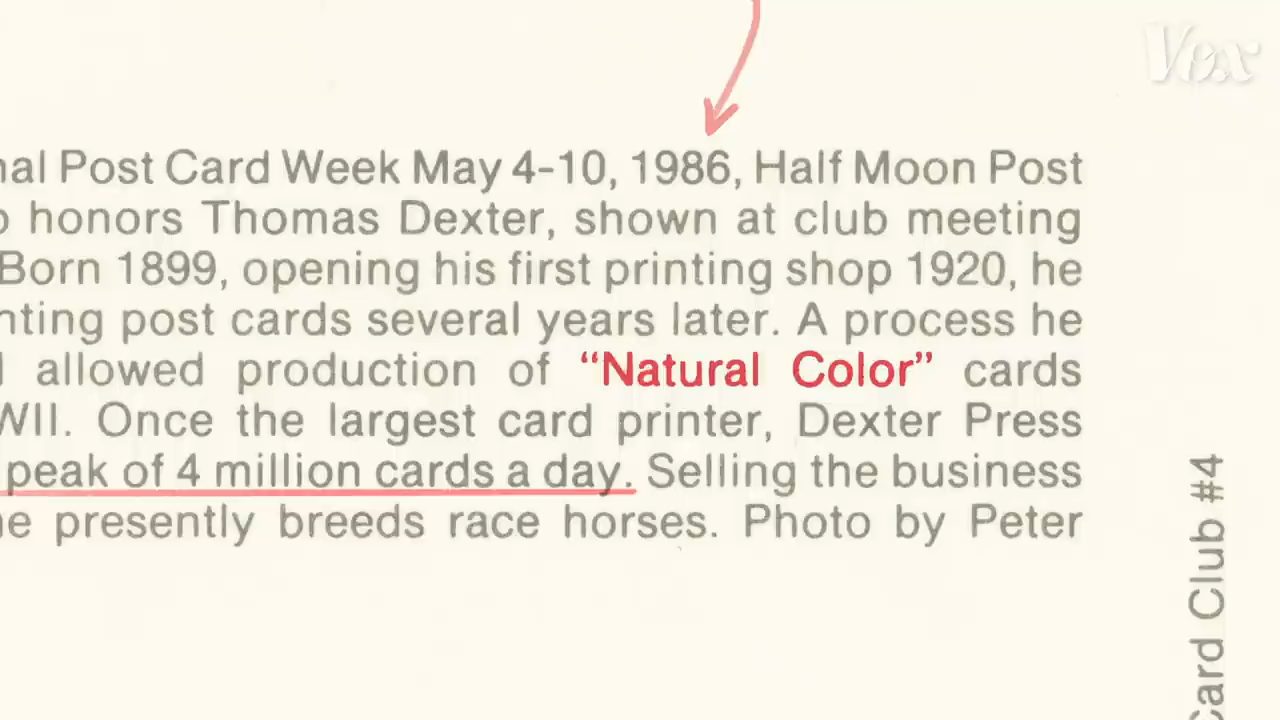 Vox
nal Post Card Week May 4-10, 1986, Half Moon Post
honors Thomas Dexter, shown at club meeting
Born 1899, opening his first printing shop 1920, he
nting post cards several years later. A process he
allowed production of “Natural Color” cards
WII. Once the largest card printer, Dexter Press
peak of 4 million cards a day. Selling the business
presently breeds race horses. Photo by Peter
Card Club #4